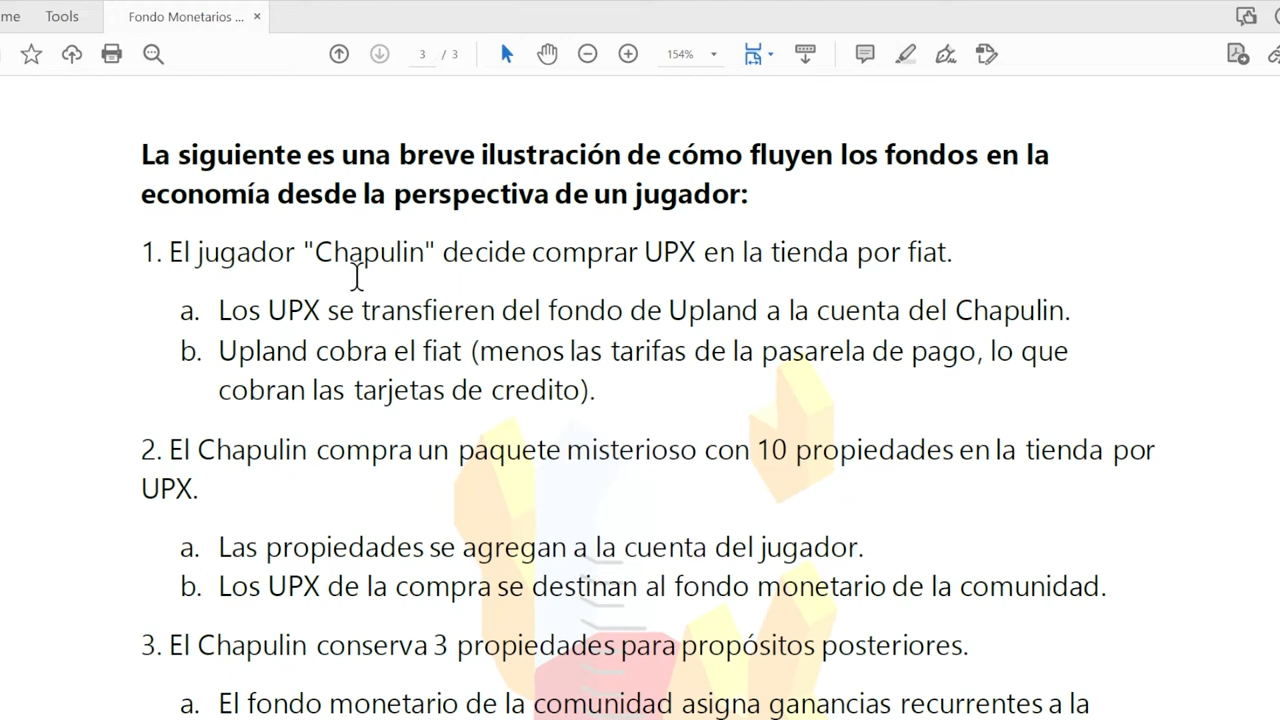 me
Tools
Fondo Monetarios ...
3 / 3
154%
La siguiente es una breve ilustración de cómo fluyen los fondos en la
economía desde la perspectiva de un jugador:
1. El jugador "Chapulin" decide comprar UPX en la tienda por fiat.
a. Los UPX se transfieren del fondo de Upland a la cuenta del Chapulin.
b. Upland cobra el fiat (menos las tarifas de la pasarela de pago, lo que
cobran las tarjetas de credito).
2. El Chapulin compra un paquete misterioso con 10 propiedades en la tienda por
UPX.
a. Las propiedades se agregan a la cuenta del jugador.
b. Los UPX de la compra se destinan al fondo monetario de la comunidad.
3. El Chapulin conserva 3 propiedades para propósitos posteriores.
a. El fondo monetario de la comunidad asigna ganancias recurrentes a la